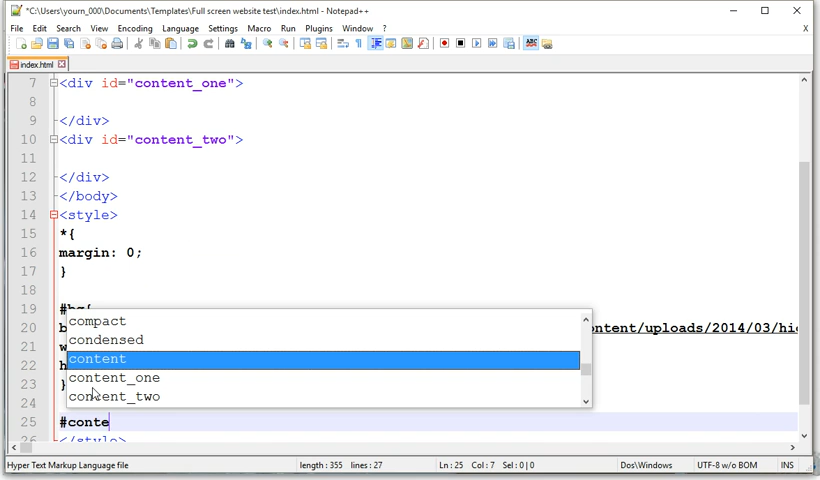 *C:\Users\yourn_000\Documents\Templates\Full screen website test\index.html - Notepad++
File Edit Search View Encoding Language Settings Macro Run Plugins Window ? X
index.html
7 <div id="content_one">
8
9 </div>
10 <div id="content_two">
11
12 </div>
13 </body>
14 <style>
15 *{
16 margin: 0;
17 }
18
19 #bg{
20 b ontent/uploads/2014/03/hi
21 w
22 h
23 }
24
25 #conte
26 </style>
compact
condensed
content
content_one
content_two
Hyper Text Markup Language file length : 355 lines : 27 Ln : 25 Col : 7 Sel : 0 | 0 Dos\Windows UTF-8 w/o BOM INS